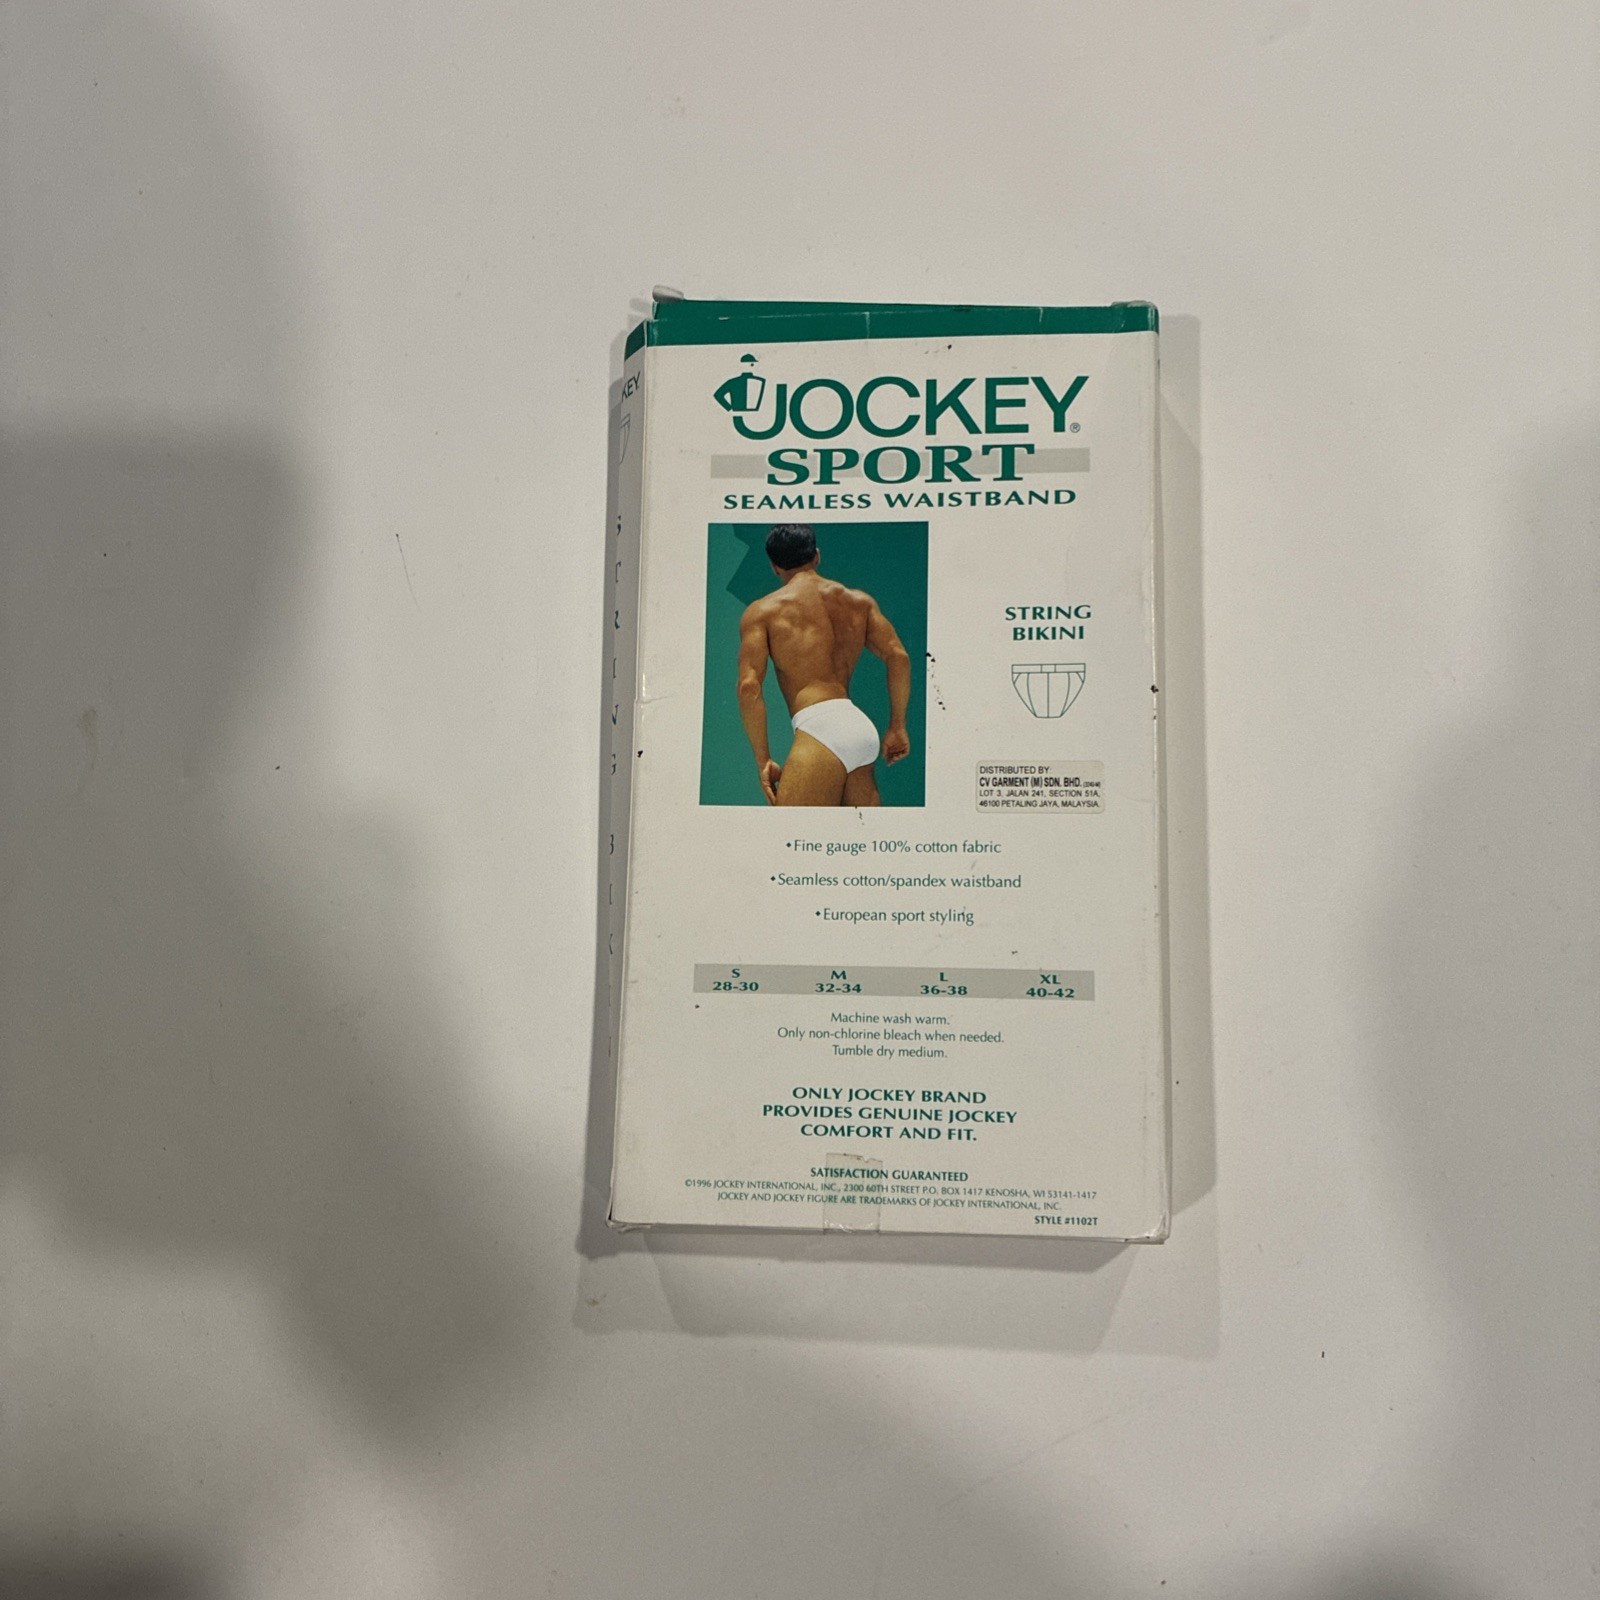 JOCKEY®
SPORT
SEAMLESS WAISTBAND
STRING
BIKINI
DISTRIBUTED BY:
CV GARMENT (M) SDN. BHD.
LOT 3, JALAN 241, SECTION 51A,
46100 PETALING JAYA, MALAYSIA.
•Fine gauge 100% cotton fabric
•Seamless cotton/spandex waistband
•European sport styling
S M L XL
28-30 32-34 36-38 40-42
Machine wash warm.
Only non-chlorine bleach when needed.
Tumble dry medium.
ONLY JOCKEY BRAND
PROVIDES GENUINE JOCKEY
COMFORT AND FIT.
SATISFACTION GUARANTEED
©1996 JOCKEY INTERNATIONAL, INC., 2300 60TH STREET P.O. BOX 1417 KENOSHA, WI 53141-1417
JOCKEY AND JOCKEY FIGURE ARE TRADEMARKS OF JOCKEY INTERNATIONAL, INC.
STYLE #1102T
KEY